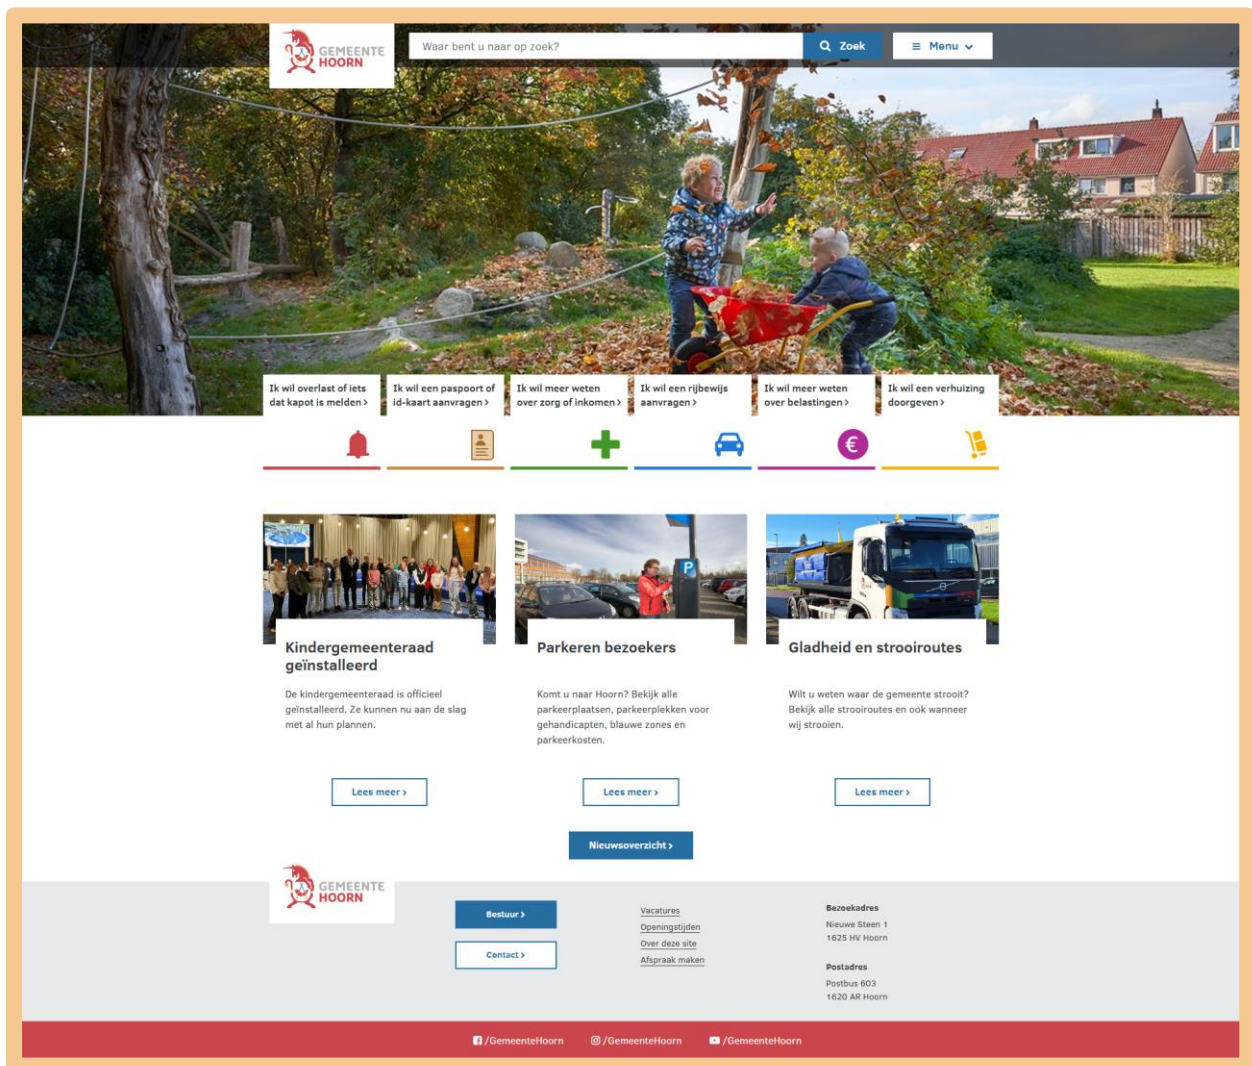 GEMEENTE
HOORN
Waar bent u naar op zoek?
Zoek
Menu
Ik wil overlast of iets
dat kapot is melden >
Ik wil een paspoort of
id-kaart aanvragen >
Ik wil meer weten
over zorg of inkomen >
Ik wil een rijbewijs
aanvragen >
Ik wil meer weten
over belastingen >
Ik wil een verhuizing
doorgeven >
€
P
Kindergemeenteraad
geïnstalleerd
De kindergemeenteraad is officieel
geïnstalleerd. Ze kunnen nu aan de slag
met al hun plannen.
Lees meer >
Parkeren bezoekers
Komt u naar Hoorn? Bekijk alle
parkeerplaatsen, parkeerplekken voor
gehandicapten, blauwe zones en
parkeerkosten.
Lees meer >
Gladheid en strooiroutes
Wilt u weten waar de gemeente strooit?
Bekijk alle strooiroutes en ook wanneer
wij strooien.
Lees meer >
Nieuwsoverzicht >
GEMEENTE
HOORN
Bestuur >
Contact >
Vacatures
Openingstijden
Over deze site
Afspraak maken
Bezoekadres
Nieuwe Steen 1
1625 HV Hoorn
Postadres
Postbus 603
1620 AR Hoorn
/GemeenteHoorn
/GemeenteHoorn
/GemeenteHoorn